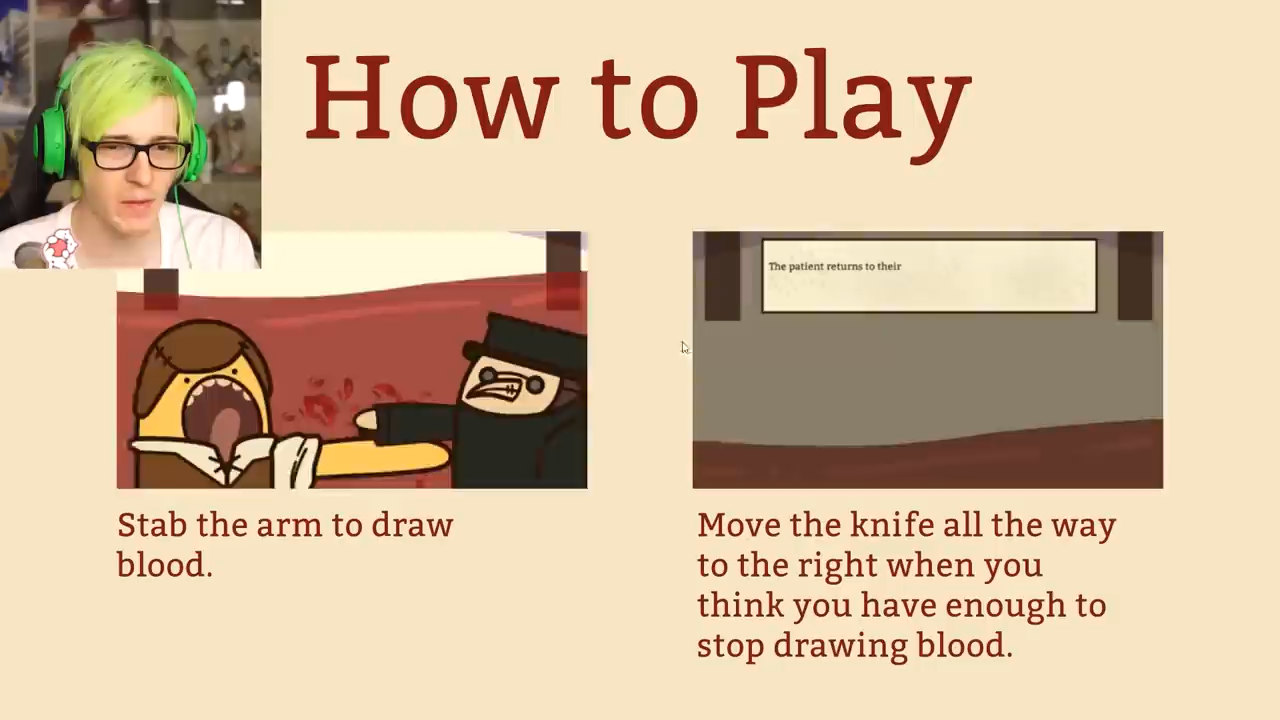 How to Play
The patient returns to their
Stab the arm to draw
blood.
Move the knife all the way
to the right when you
think you have enough to
stop drawing blood.